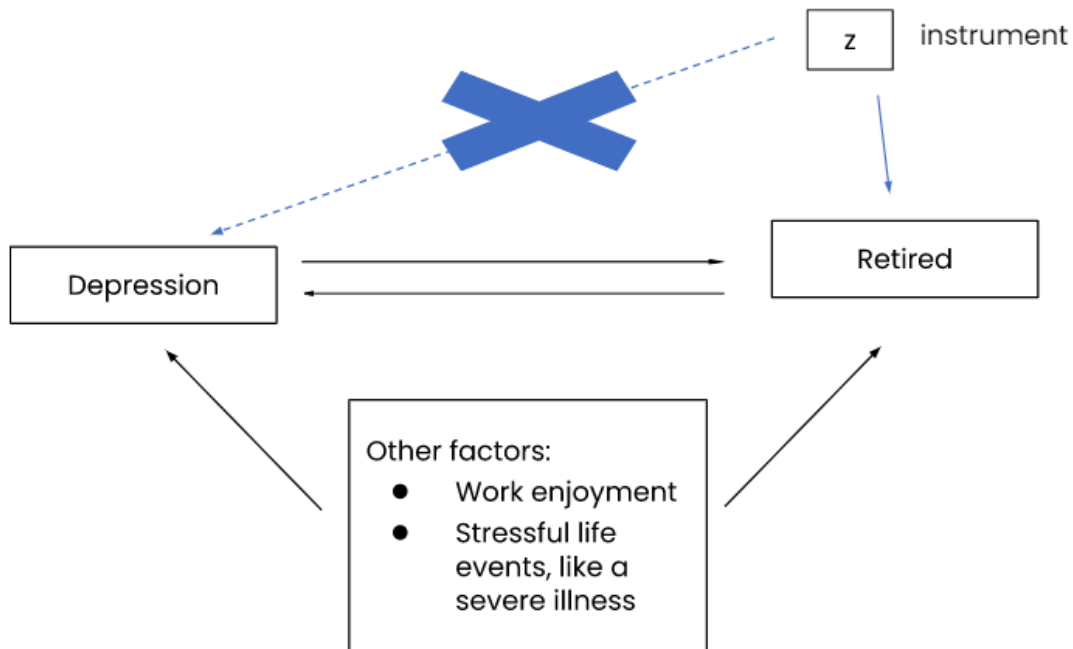 z
instrument
Retired
Depression
Other factors:
● Work enjoyment
● Stressful life
events, like a
severe illness